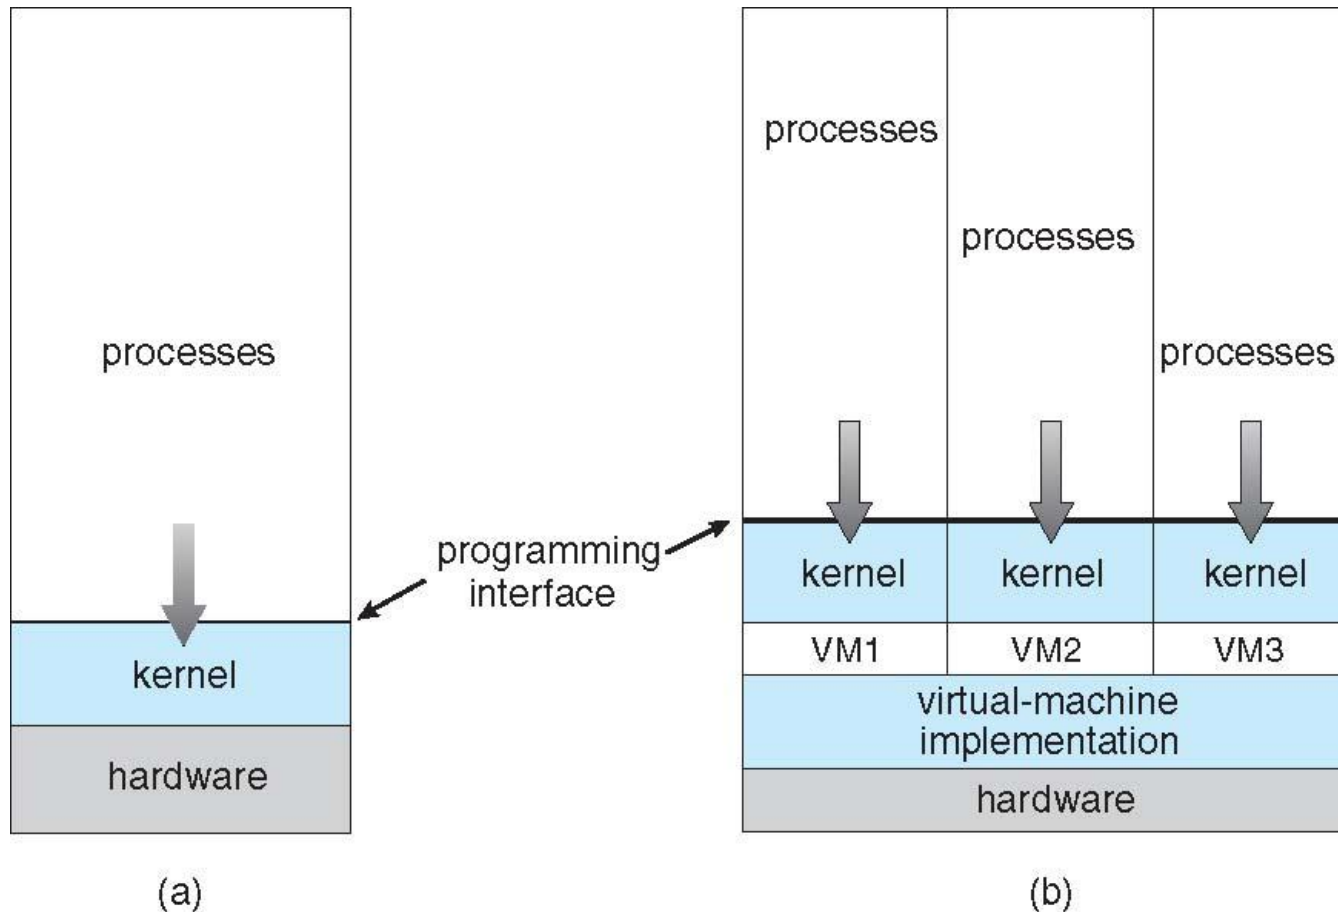 processes
kernel
hardware
(a)
programming
interface
processes
processes
processes
kernel
kernel
kernel
VM1
VM2
VM3
virtual-machine
implementation
hardware
(b)